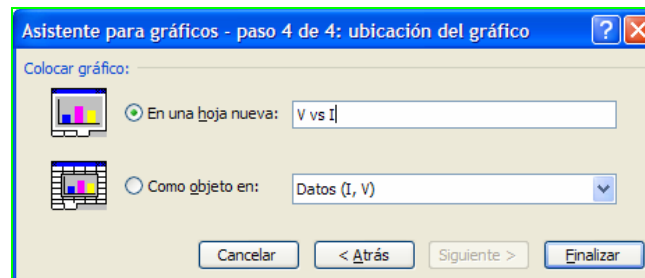 Asistente para gráficos - paso 4 de 4: ubicación del gráfico
Colocar gráfico:
En una hoja nueva: V vs I
Como objeto en: Datos (I, V)
Cancelar < Atrás Siguiente > Finalizar